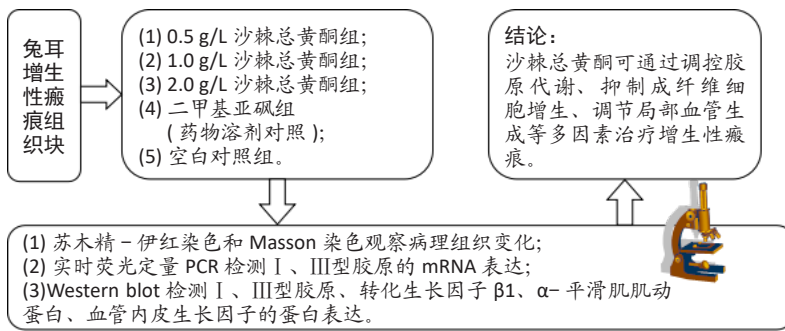 兔耳
增生
性瘢
痕组
织块
(1) 0.5 g/L 沙棘总黄酮组;
(2) 1.0 g/L 沙棘总黄酮组;
(3) 2.0 g/L 沙棘总黄酮组;
(4) 二甲基亚砜组
( 药物溶剂对照 );
(5) 空白对照组。
结论：
沙棘总黄酮可通过调控胶
原代谢、抑制成纤维细
胞增生、调节局部血管生
成等多因素治疗增生性瘢
痕。
(1) 苏木精－伊红染色和 Masson 染色观察病理组织变化;
(2) 实时荧光定量 PCR 检测Ⅰ、Ⅲ型胶原的 mRNA 表达;
(3)Western blot 检测Ⅰ、Ⅲ型胶原、转化生长因子 β1、α− 平滑肌肌动
蛋白、血管内皮生长因子的蛋白表达。